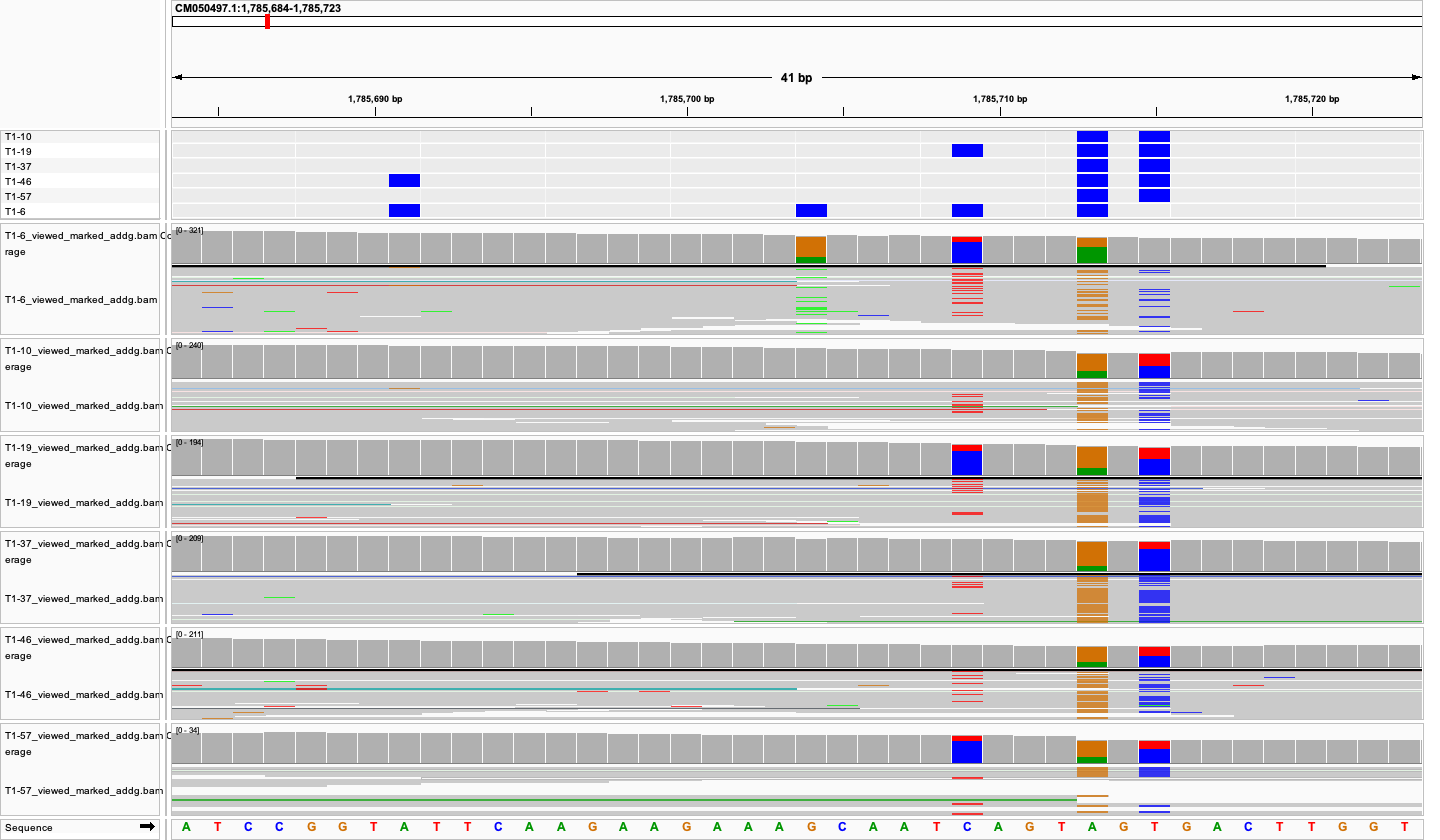 CM050497.1:1,785,684-1,785,723
41 bp
1,785,690 bp 1,785,700 bp 1,785,710 bp 1,785,720 bp
T1-10
T1-19
T1-37
T1-46
T1-57
T1-6
T1-6_viewed_marked_addg.bam Co
rage
[0 - 321]
T1-6_viewed_marked_addg.bam
T1-10_viewed_marked_addg.bam C
erage
[0 - 240]
T1-10_viewed_marked_addg.bam
T1-19_viewed_marked_addg.bam C
erage
[0 - 194]
T1-19_viewed_marked_addg.bam
T1-37_viewed_marked_addg.bam C
erage
[0 - 209]
T1-37_viewed_marked_addg.bam
T1-46_viewed_marked_addg.bam C
erage
[0 - 211]
T1-46_viewed_marked_addg.bam
T1-57_viewed_marked_addg.bam C
erage
[0 - 34]
T1-57_viewed_marked_addg.bam
Sequence A T C C G G T A T T C A A G A A G A A A G C A A T C A G T A G T G A C T T G G T